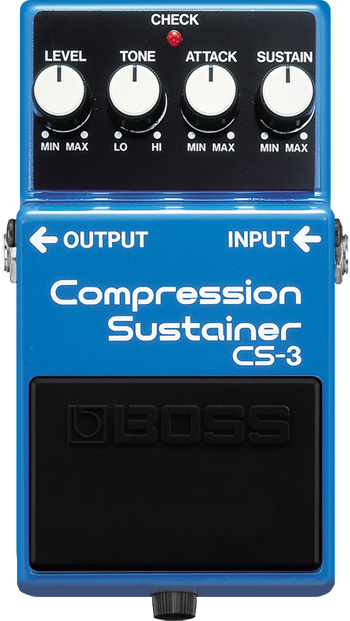 CHECK
LEVEL TONE ATTACK SUSTAIN
MIN MAX LO HI MIN MAX MIN MAX
OUTPUT INPUT
Compression
Sustainer
CS-3
BOSS